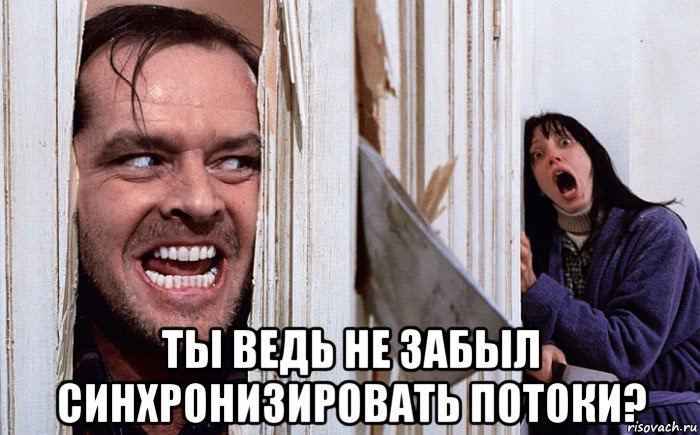 ТЫ ВЕДЬ НЕ ЗАБЫЛ
СИНХРОНИЗИРОВАТЬ ПОТОКИ?
risovach.ru